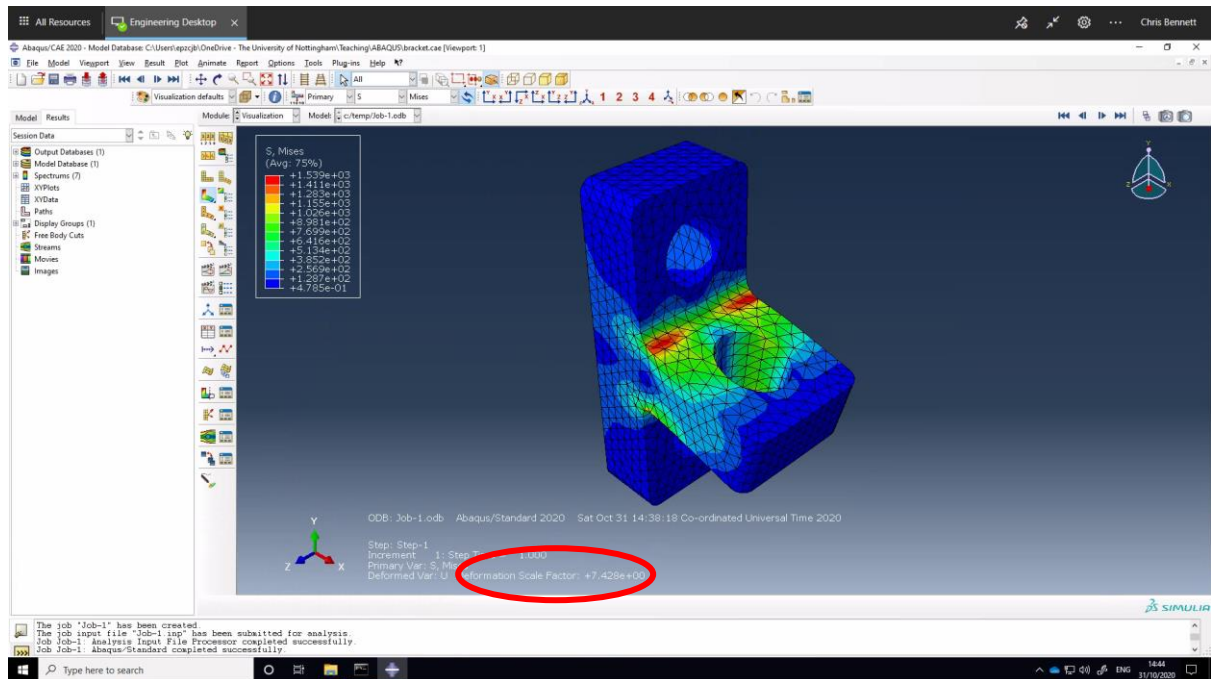 All Resources
Engineering Desktop
Chris Bennett
Abaqus/CAE 2020 - Model Database: C:\Users\epzcjb\OneDrive - The University of Nottingham\Teaching\ABAQUS\bracket.cae [Viewport: 1]
File Model Viewport View Result Plot Animate Report Options Tools Plug-ins Help
All
Visualization defaults
Primary S Mises
1 2 3 4
Model Results
Module: Visualization Model: c:/temp/Job-1.odb
Session Data
Output Databases (1)
Model Database (1)
Spectrums (7)
XYPlots
XYData
Paths
Display Groups (1)
Free Body Cuts
Streams
Movies
Images
S, Mises
(Avg: 75%)
+1.539e+03
+1.411e+03
+1.283e+03
+1.155e+03
+1.026e+03
+8.981e+02
+7.699e+02
+6.416e+02
+5.134e+02
+3.852e+02
+2.569e+02
+1.287e+02
+4.785e-01
Y
Z X
Y
Z X
ODB: Job-1.odb Abaqus/Standard 2020 Sat Oct 31 14:38:18 Co-ordinated Universal Time 2020
Step: Step-1
Increment 1: Step 1.000
Primary Var: S,
Deformed Var: U Deformation Scale Factor: +7.428e+00
SIMULIA
The job "Job-1" has been created.
The job input file "Job-1.inp" has been submitted for analysis.
Job Job-1: Analysis Input File Processor completed successfully.
Job Job-1: Abaqus/Standard completed successfully.
Type here to search
ENG
14:44
31/10/2020